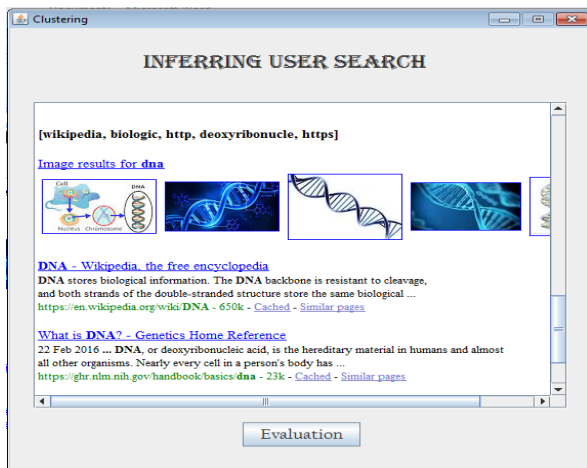 Clustering
INFERRING USER SEARCH
[wikipedia, biologic, http, deoxyribonucle, https]
Image results for dna
Cell
DNA
Nucleus
Chromosome
DNA - Wikipedia, the free encyclopedia
DNA stores biological information. The DNA backbone is resistant to cleavage,
and both strands of the double-stranded structure store the same biological ...
https://en.wikipedia.org/wiki/DNA - 650k - Cached - Similar pages
What is DNA? - Genetics Home Reference
22 Feb 2016 ... DNA, or deoxyribonucleic acid, is the hereditary material in humans and almost
all other organisms. Nearly every cell in a person's body has ...
https://ghr.nlm.nih.gov/handbook/basics/dna - 23k - Cached - Similar pages
Evaluation